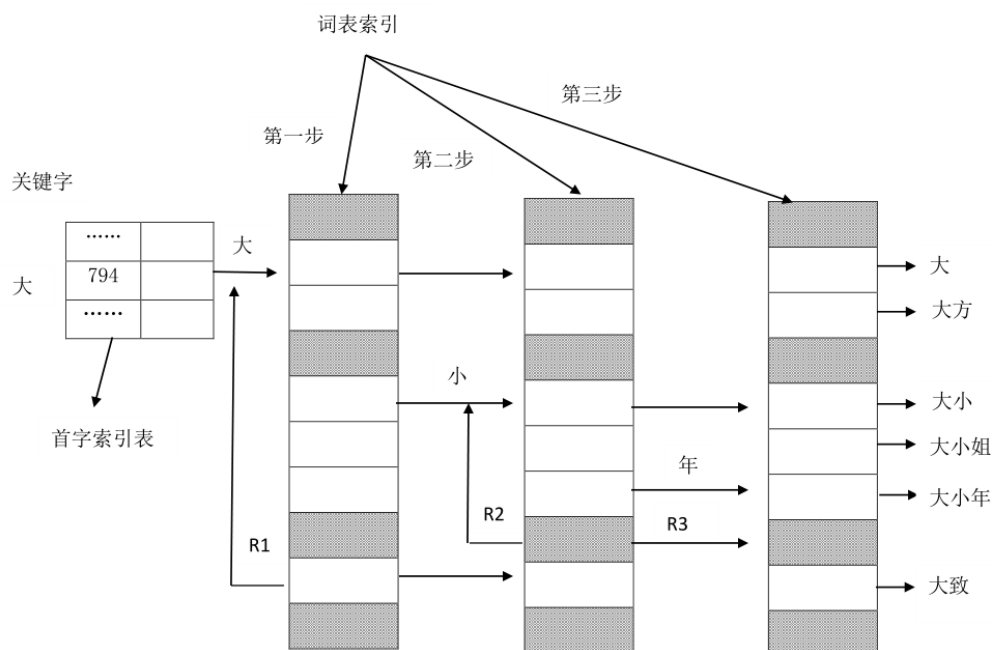 词表索引
第三步
第一步
第二步
关键字
……
大
大
794
大
……
大方
小
大小
首字索引表
大小姐
年
大小年
R2
R3
R1
大致